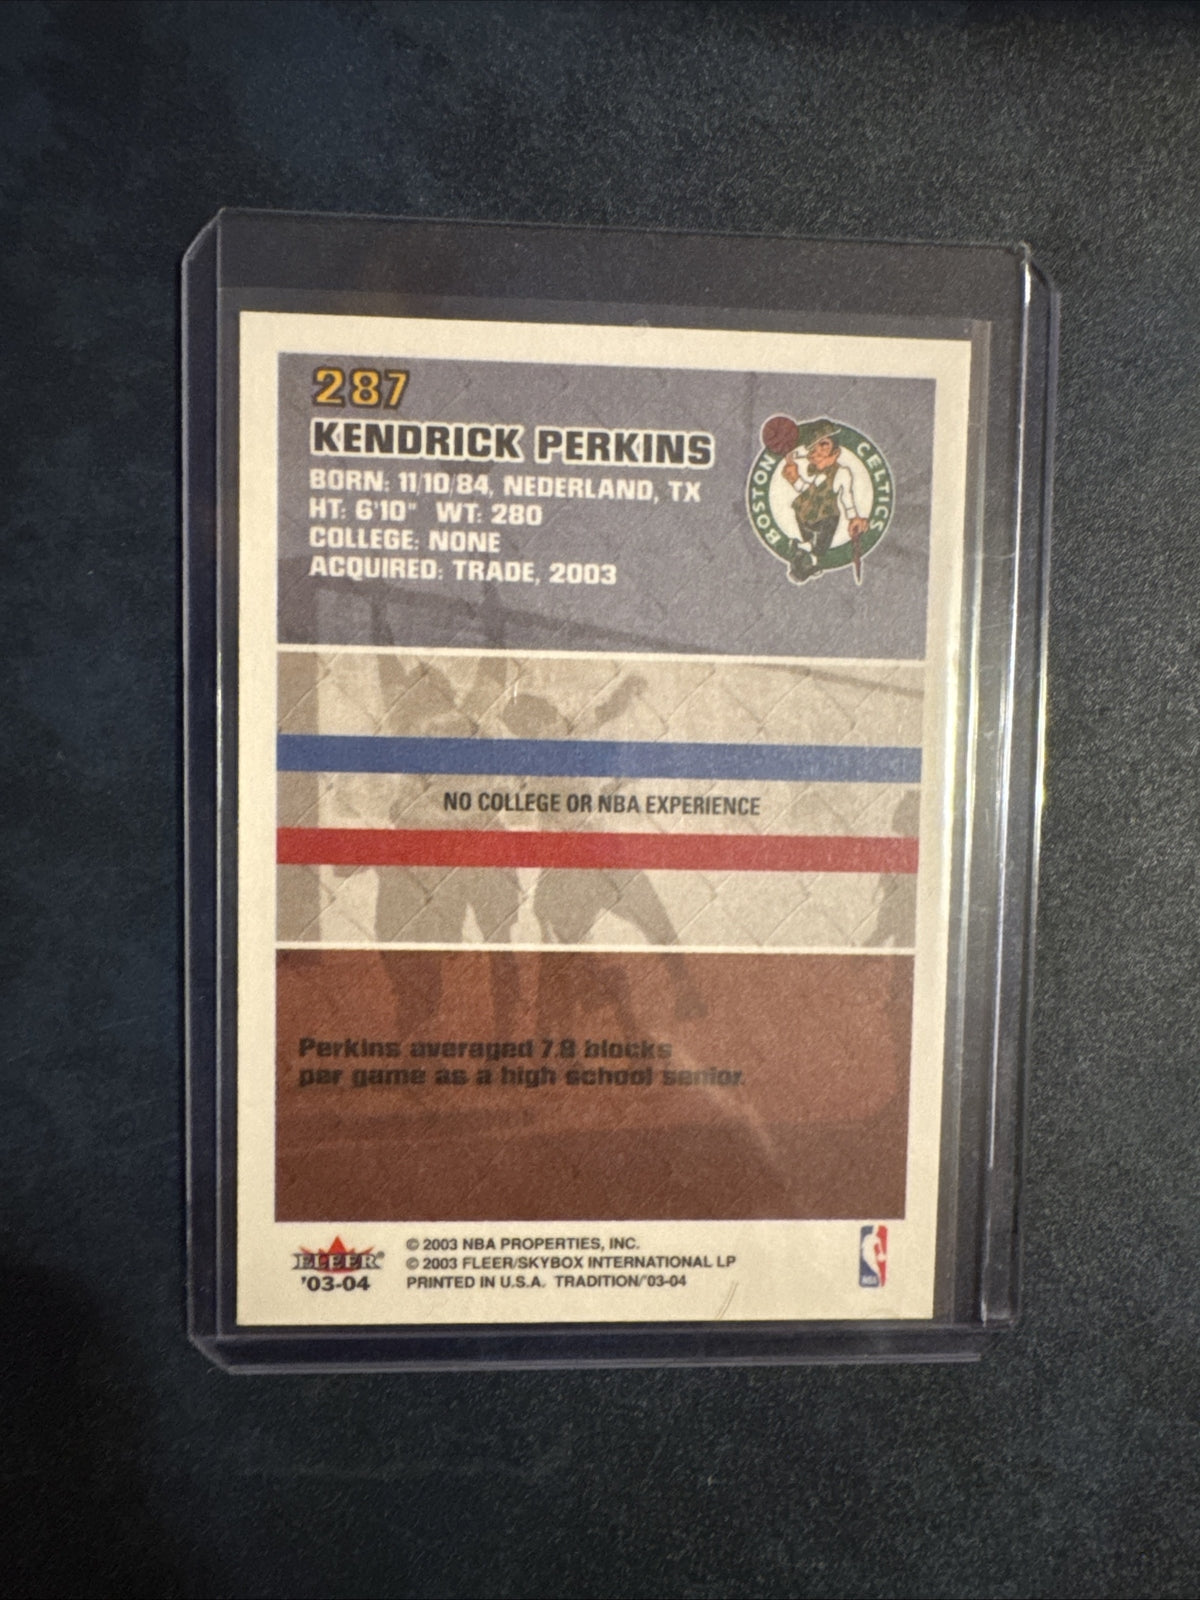 287
KENDRICK PERKINS
BORN: 11/10/84, NEDERLAND, TX
HT: 6'10" WT: 280
COLLEGE: NONE
ACQUIRED: TRADE, 2003
BOSTON CELTICS
NO COLLEGE OR NBA EXPERIENCE
Perkins averaged 7.8 blocks
per game as a high school senior.
FLEER®
'03-04
© 2003 NBA PROPERTIES, INC.
© 2003 FLEER/SKYBOX INTERNATIONAL LP
PRINTED IN U.S.A. TRADITION/'03-04
NBA